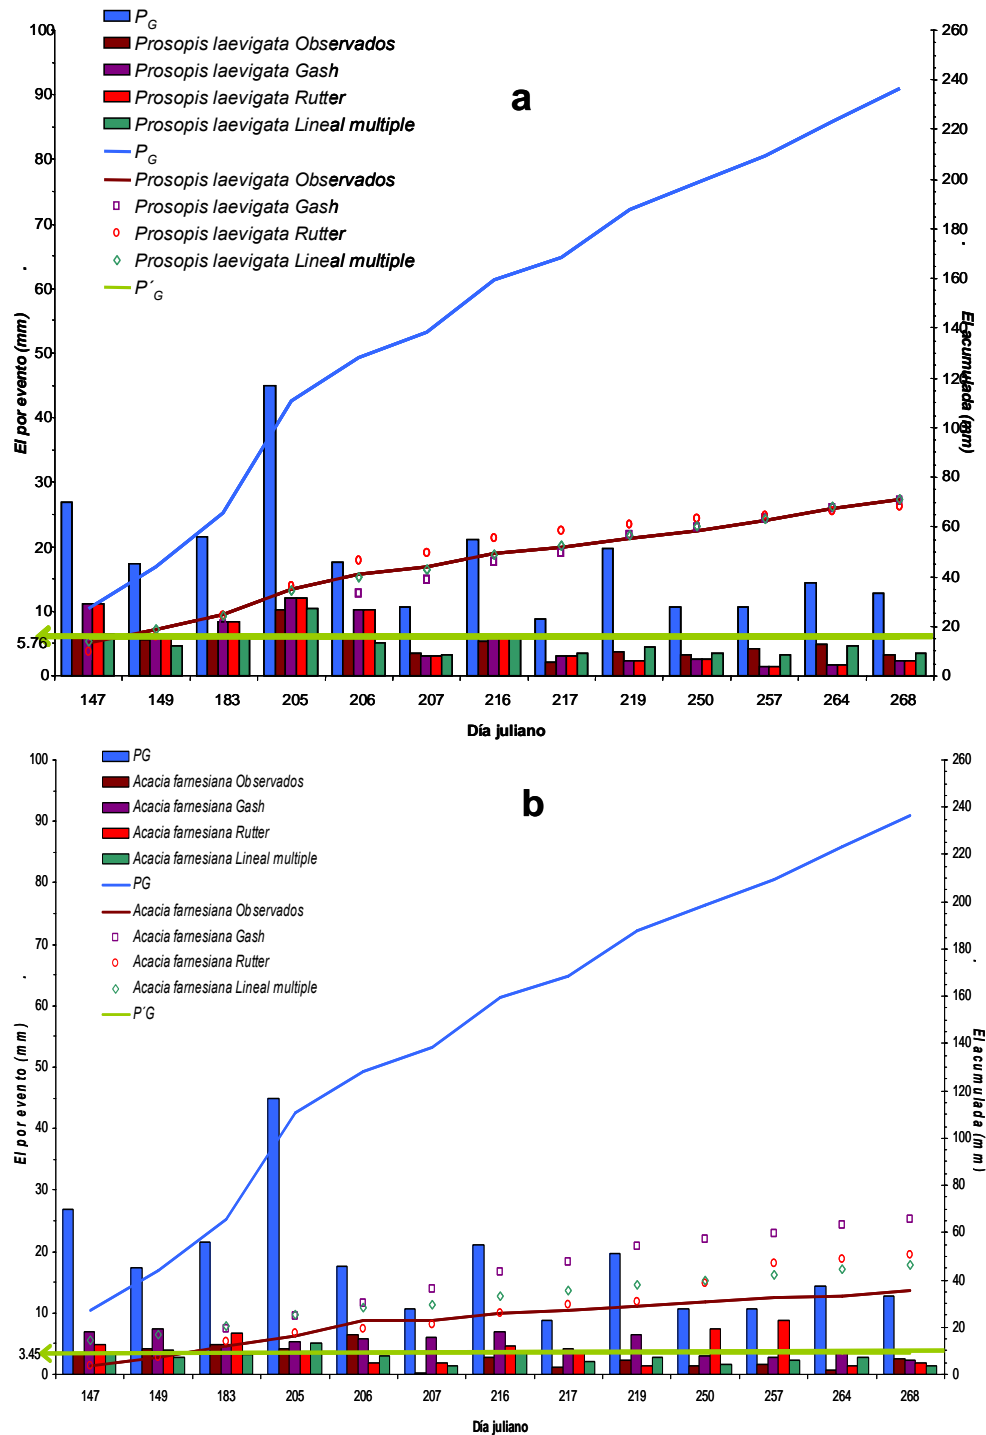 P_G
Prosopis laevigata Observados
Prosopis laevigata Gash
Prosopis laevigata Rutter
Prosopis laevigata Lineal multiple
P_G
Prosopis laevigata Observados
Prosopis laevigata Gash
Prosopis laevigata Rutter
Prosopis laevigata Lineal multiple
P´_G
a
100
90
80
70
60
50
40
30
20
10
5.76
0
El por evento (mm)
260
240
220
200
180
160
140
120
100
80
60
40
20
0
El acumulada (mm)
147 149 183 205 206 207 216 217 219 250 257 264 268
Día juliano
PG
Acacia farnesiana Observados
Acacia farnesiana Gash
Acacia farnesiana Rutter
Acacia farnesiana Lineal multiple
PG
Acacia farnesiana Observados
Acacia farnesiana Gash
Acacia farnesiana Rutter
Acacia farnesiana Lineal multiple
P´G
b
100
90
80
70
60
50
40
30
20
10
3.45
0
El por evento (mm)
260
240
220
200
180
160
140
120
100
80
60
40
20
0
El acumulada (mm)
147 149 183 205 206 207 216 217 219 250 257 264 268
Día juliano